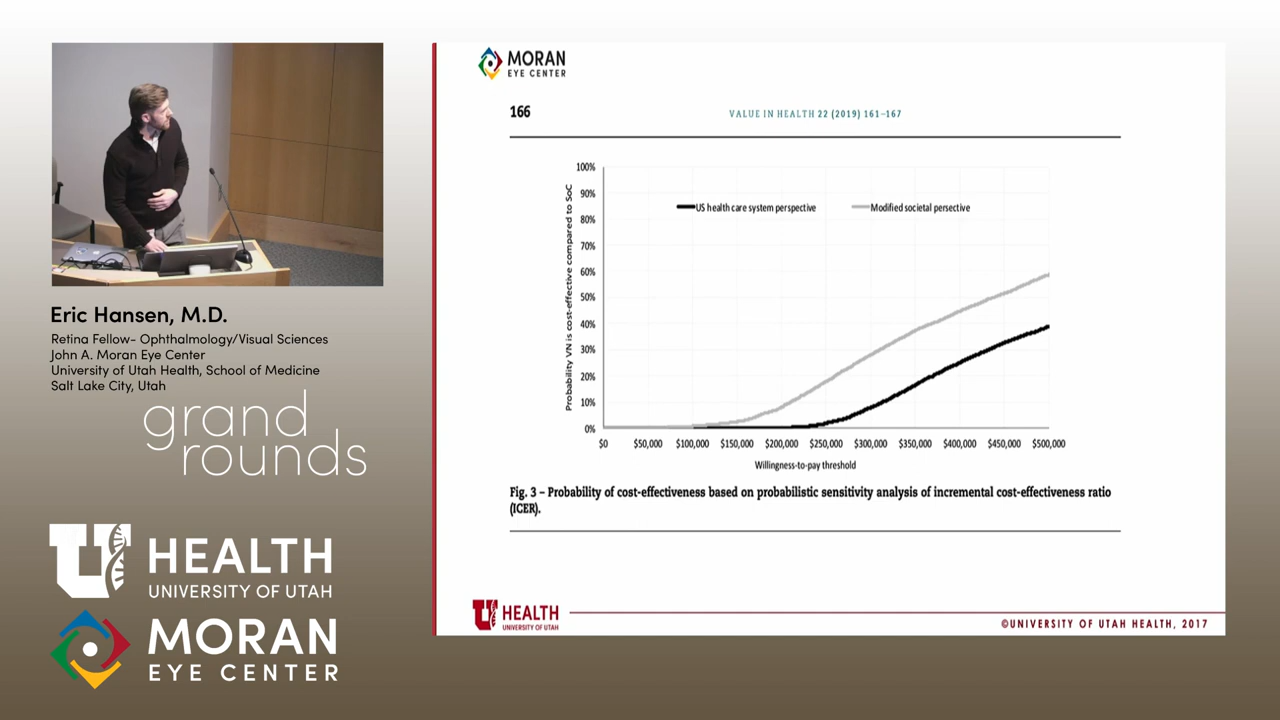 Eric Hansen, M.D.
Retina Fellow- Ophthalmology/Visual Sciences
John A. Moran Eye Center
University of Utah Health, School of Medicine
Salt Lake City, Utah
grand
rounds
U HEALTH
UNIVERSITY OF UTAH
MORAN
EYE CENTER
MORAN
EYE CENTER
166
VALUE IN HEALTH 22 (2019) 161–167
Probability VN is cost-effective compared to SoC
100%
90%
80%
70%
60%
50%
40%
30%
20%
10%
0%
US health care system perspective
Modified societal persective
$0 $50,000 $100,000 $150,000 $200,000 $250,000 $300,000 $350,000 $400,000 $450,000 $500,000
Willingness-to-pay threshold
Fig. 3 – Probability of cost-effectiveness based on probabilistic sensitivity analysis of incremental cost-effectiveness ratio
(ICER).
U HEALTH
UNIVERSITY OF UTAH
©UNIVERSITY OF UTAH HEALTH, 2017